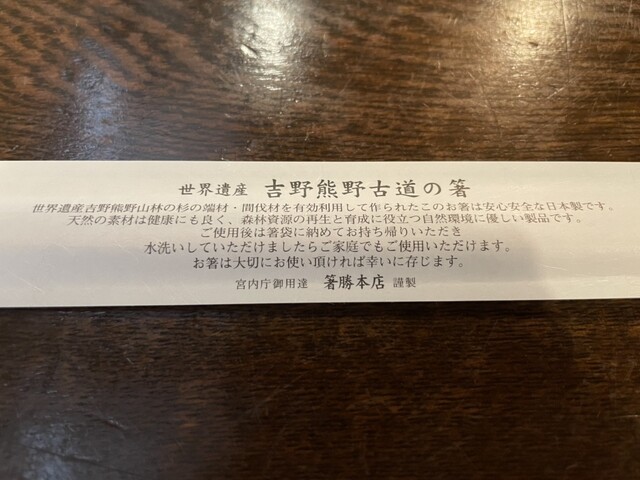 世界遺産 吉野熊野古道の箸
世界遺産吉野熊野山林の杉の端材・間伐材を有効利用して作られたこのお箸は安心安全な日本製です。
天然の素材は健康にも良く、森林資源の再生と育成に役立つ自然環境に優しい製品です。
ご使用後は箸袋に納めてお持ち帰りいただき
水洗いしていただけましたらご家庭でもご使用いただけます。
お箸は大切にお使い頂ければ幸いに存じます。
宮内庁御用達 箸勝本店 謹製